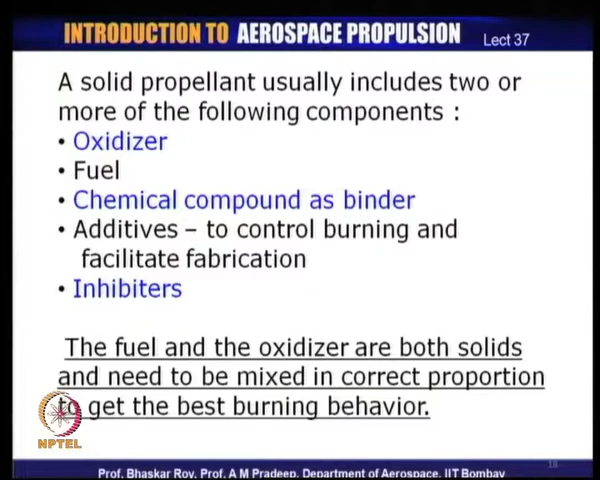 INTRODUCTION TO AEROSPACE PROPULSION Lect 37
A solid propellant usually includes two or
more of the following components :
• Oxidizer
• Fuel
• Chemical compound as binder
• Additives – to control burning and
facilitate fabrication
• Inhibiters
The fuel and the oxidizer are both solids
and need to be mixed in correct proportion
to get the best burning behavior.
NPTEL
18
Prof. Bhaskar Roy, Prof. A M Pradeep, Department of Aerospace, IIT Bombay